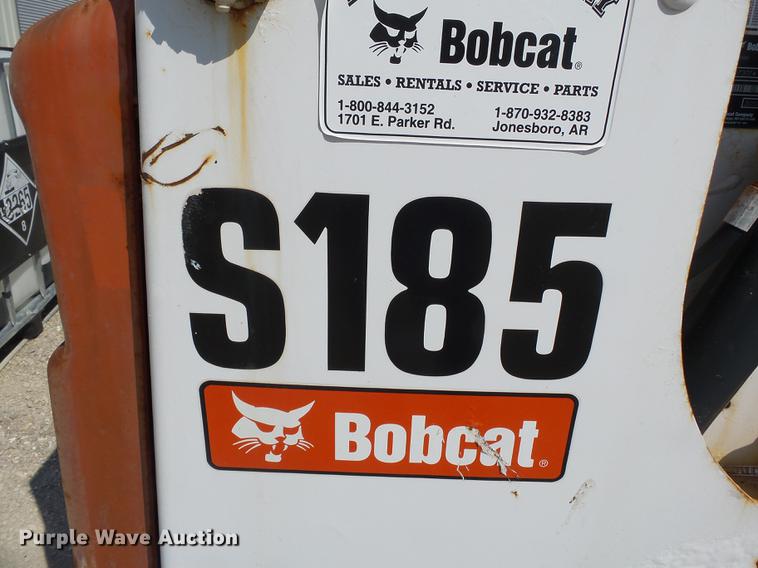 Bobcat®
SALES • RENTALS • SERVICE • PARTS
1-800-844-3152
1701 E. Parker Rd.
1-870-932-8383
Jonesboro, AR
S185
Bobcat®
8
Purple Wave Auction